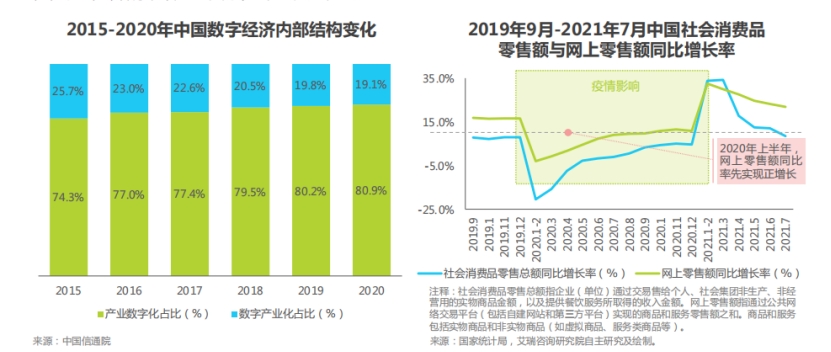 2015-2020年中国数字经济内部结构变化
25.7%
23.0%
22.6%
20.5%
19.8%
19.1%
74.3%
77.0%
77.4%
79.5%
80.2%
80.9%
2015
2016
2017
2018
2019
2020
产业数字化占比（%）
数字产业化占比（%）
来源：中国信通院
2019年9月-2021年7月中国社会消费品
零售额与网上零售额同比增长率
35.0%
15.0%
-5.0%
-25.0%
疫情影响
2020年上半年，
网上零售额同比
率先实现正增长
2019.9
2019.1
2019.11
2019.12
2020.1-2
2020.3
2020.4
2020.5
2020.6
2020.7
2020.8
2020.9
2020.10
2020.11
2020.12
2021.1-2
2021.3
2021.4
2021.5
2021.6
2021.7
社会消费品零售总额同比增长率（%）
网上零售额同比增长率（%）
注释：社会消费品零售总额指企业（单位）通过交易售给个人、社会集团非生产、非经
营用的实物商品金额，以及提供餐饮服务所取得的收入金额。网上零售额指通过公共网
络交易平台（包括自建网站和第三方平台）实现的商品和服务零售额之和。商品和服务
包括实物商品和非实物商品（如虚拟商品、服务类商品等）。
来源：国家统计局，艾瑞咨询研究院自主研究及绘制。